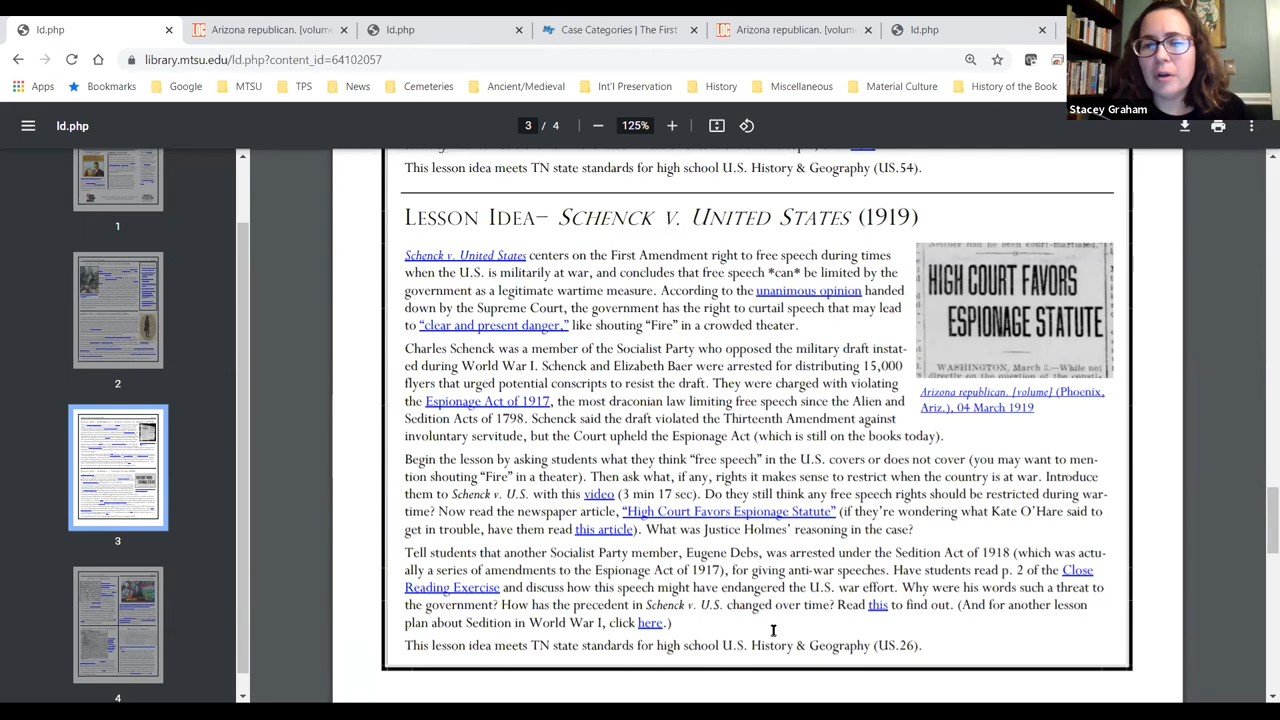 ld.php
Arizona republican. [volum
ld.php
Case Categories | The First
Arizona republican. [volum
ld.php
library.mtsu.edu/ld.php?content_id=64102057
Apps
Bookmarks
Google
MTSU
TPS
News
Cemeteries
Ancient/Medieval
Int'l Preservation
History
Miscellaneous
Material Culture
History of the Book
Stacey Graham
ld.php
3 / 4
125%
1
2
3
4
This lesson idea meets TN state standards for high school U.S. History & Geography (US.54).
LESSON IDEA– SCHENCK V. UNITED STATES (1919)
Schenck v. United States centers on the First Amendment right to free speech during times
when the U.S. is militarily at war, and concludes that free speech *can* be limited by the
government as a legitimate wartime measure. According to the unanimous opinion handed
down by the Supreme Court, the government has the right to curtail speech that may lead
to “clear and present danger,” like shouting “Fire” in a crowded theater.
Charles Schenck was a member of the Socialist Party who opposed the military draft instat-
ed during World War I. Schenck and Elizabeth Baer were arrested for distributing 15,000
flyers that urged potential conscripts to resist the draft. They were charged with violating
the Espionage Act of 1917, the most draconian law limiting free speech since the Alien and
Sedition Acts of 1798. Schenck said the draft violated the Thirteenth Amendment against
involuntary servitude, but the Court upheld the Espionage Act (which is still on the books today).
HIGH COURT FAVORS
ESPIONAGE STATUTE
WASHINGTON, March 3.—While not
Arizona republican. [volume] (Phoenix,
Ariz.), 04 March 1919
Begin the lesson by asking students what they think “free speech” in the U.S. covers or does not cover (you may want to men-
tion shouting “Fire” in a theater). Then ask what, if any, rights it makes sense to restrict when the country is at war. Introduce
them to Schenck v. U.S. with this video (3 min 17 sec). Do they still think any free speech rights should be restricted during war-
time? Now read the newspaper article, “High Court Favors Espionage Statute” (if they’re wondering what Kate O’Hare said to
get in trouble, have them read this article). What was Justice Holmes’ reasoning in the case?
Tell students that another Socialist Party member, Eugene Debs, was arrested under the Sedition Act of 1918 (which was actu-
ally a series of amendments to the Espionage Act of 1917), for giving anti-war speeches. Have students read p. 2 of the Close
Reading Exercise and discuss how this speech might have endangered the U.S. war effort. Why were his words such a threat to
the government? How has the precedent in Schenck v. U.S. changed over time? Read this to find out. (And for another lesson
plan about Sedition in World War I, click here.)
This lesson idea meets TN state standards for high school U.S. History & Geography (US.26).